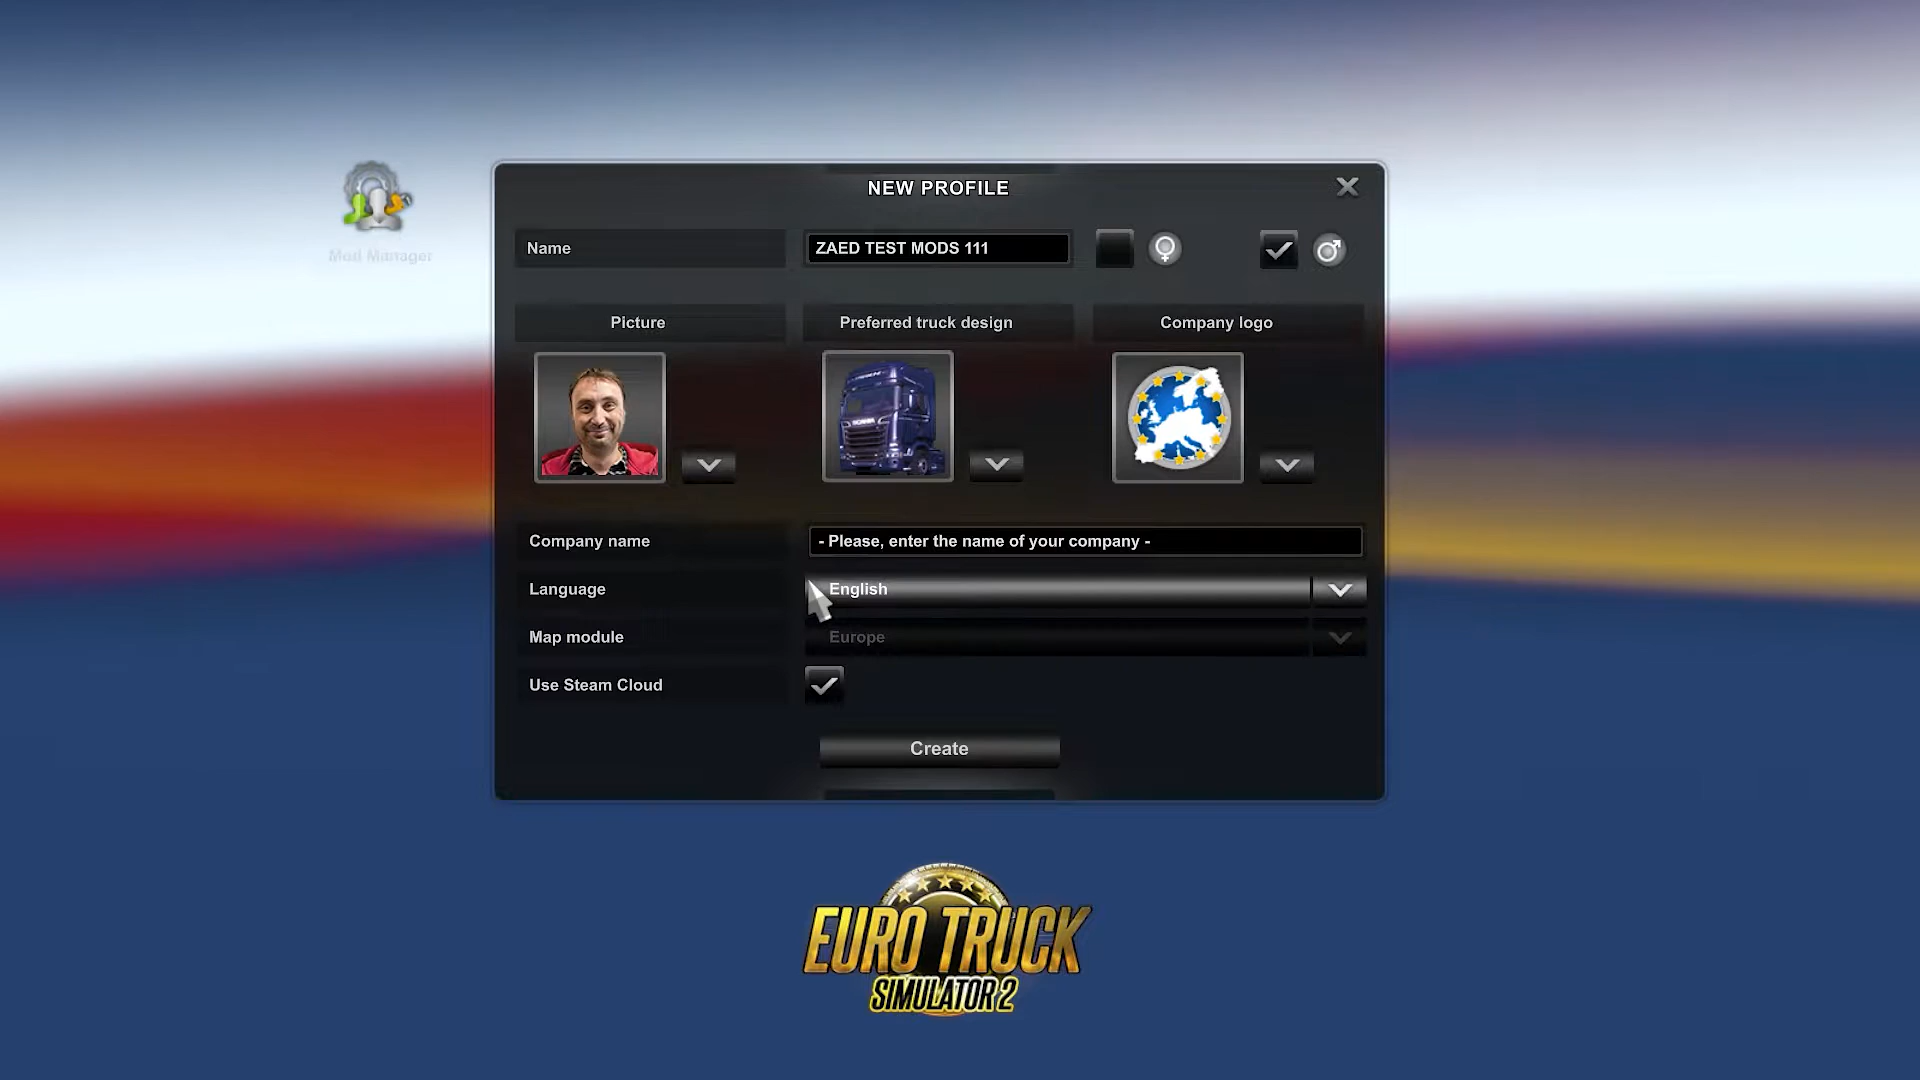 NEW PROFILE
Name
ZAED TEST MODS 111
Mod Manager
Picture
Preferred truck design
Company logo
SCANIA
Company name
- Please, enter the name of your company -
Language
English
Map module
Europe
Use Steam Cloud
Create
EURO TRUCK
SIMULATOR 2